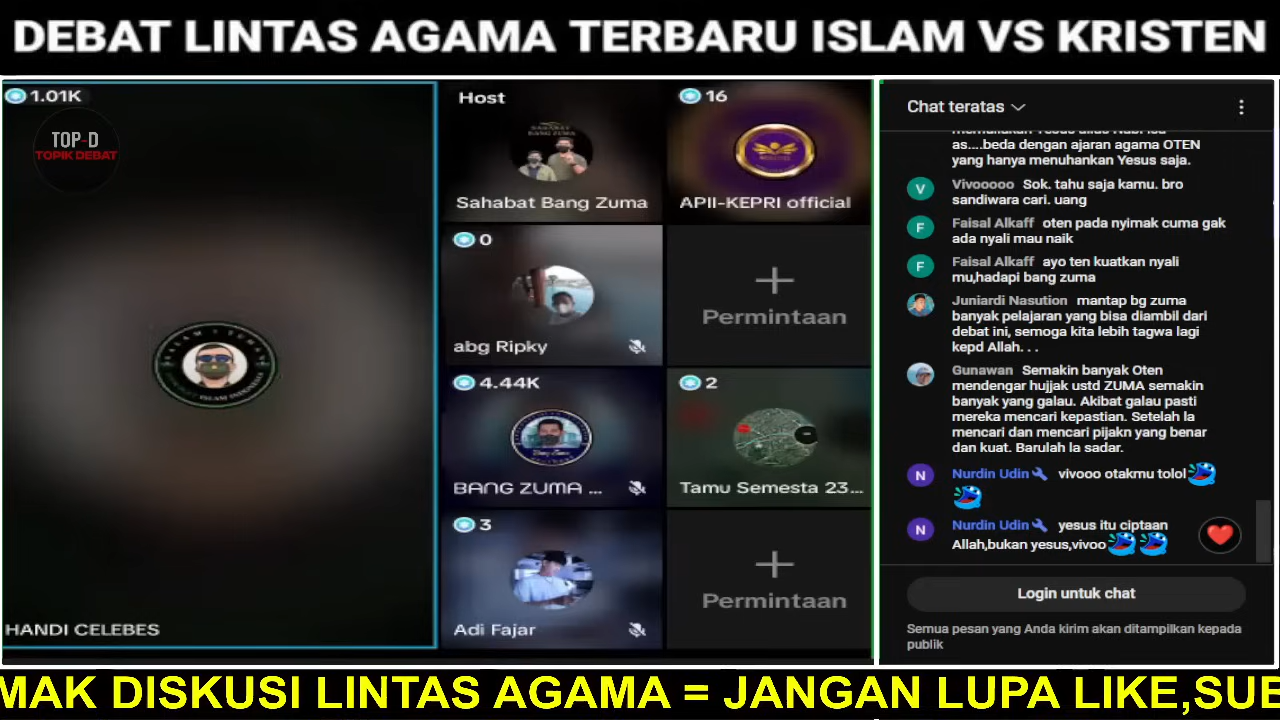 DEBAT LINTAS AGAMA TERBARU ISLAM VS KRISTEN
1.01K
TOP-D
TOPIK DEBAT
HANDI CELEBES
Host
SAHABAT
BANG ZUMA
Sahabat Bang Zuma
16
APII-KEPRI official
0
abg Ripky
+
Permintaan
4.44K
BANG ZUMA ...
2
Tamu Semesta 23...
3
Adi Fajar
+
Permintaan
Chat teratas
as....beda dengan ajaran agama OTEN
yang hanya menuhankan Yesus saja.
V
Vivooooo Sok. tahu saja kamu. bro
sandiwara cari. uang
F
Faisal Alkaff oten pada nyimak cuma gak
ada nyali mau naik
F
Faisal Alkaff ayo ten kuatkan nyali
mu,hadapi bang zuma
Juniardi Nasution mantap bg zuma
banyak pelajaran yang bisa diambil dari
debat ini, semoga kita lebih tagwa lagi
kepd Allah. . .
Gunawan Semakin banyak Oten
mendengar hujjak ustd ZUMA semakin
banyak yang galau. Akibat galau pasti
mereka mencari kepastian. Setelah la
mencari dan mencari pijakn yang benar
dan kuat. Barulah la sadar.
N
Nurdin Udin vivooo otakmu tolol
N
Nurdin Udin yesus itu ciptaan
Allah,bukan yesus,vivoo
Login untuk chat
Semua pesan yang Anda kirim akan ditampilkan kepada
publik
MAK DISKUSI LINTAS AGAMA = JANGAN LUPA LIKE,SUB